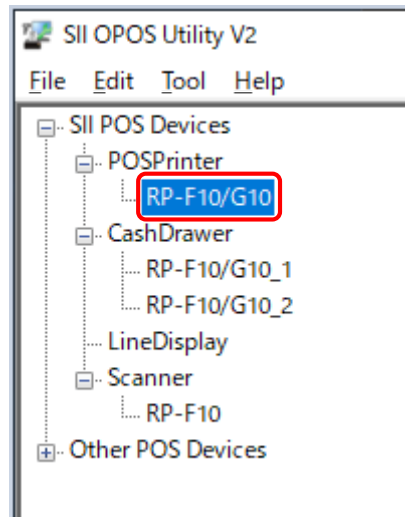 SII OPOS Utility V2
File Edit Tool Help
SII POS Devices
POSPrinter
RP-F10/G10
CashDrawer
RP-F10/G10_1
RP-F10/G10_2
LineDisplay
Scanner
RP-F10
Other POS Devices